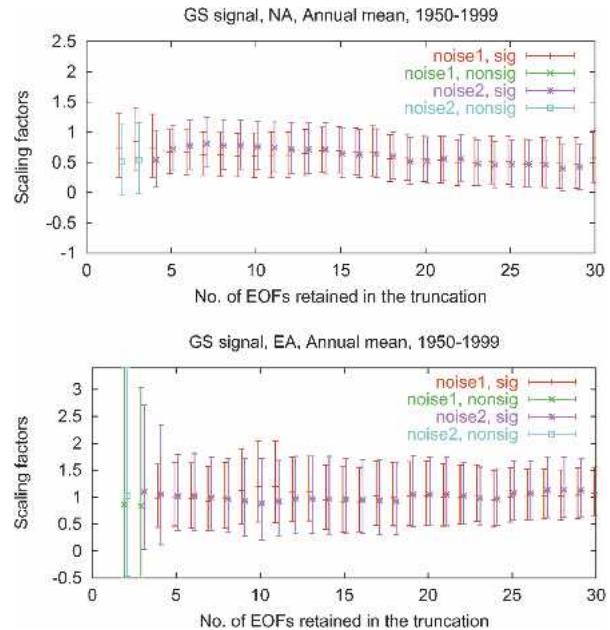 GS signal, NA, Annual mean, 1950-1999
2.5
2
1.5
1
0.5
0
-0.5
-1
Scaling factors
noise1, sig
noise1, nonsig
noise2, sig
noise2, nonsig
0 5 10 15 20 25 30
No. of EOFs retained in the truncation
GS signal, EA, Annual mean, 1950-1999
3
2.5
2
1.5
1
0.5
0
-0.5
Scaling factors
noise1, sig
noise1, nonsig
noise2, sig
noise2, nonsig
0 5 10 15 20 25 30
No. of EOFs retained in the truncation